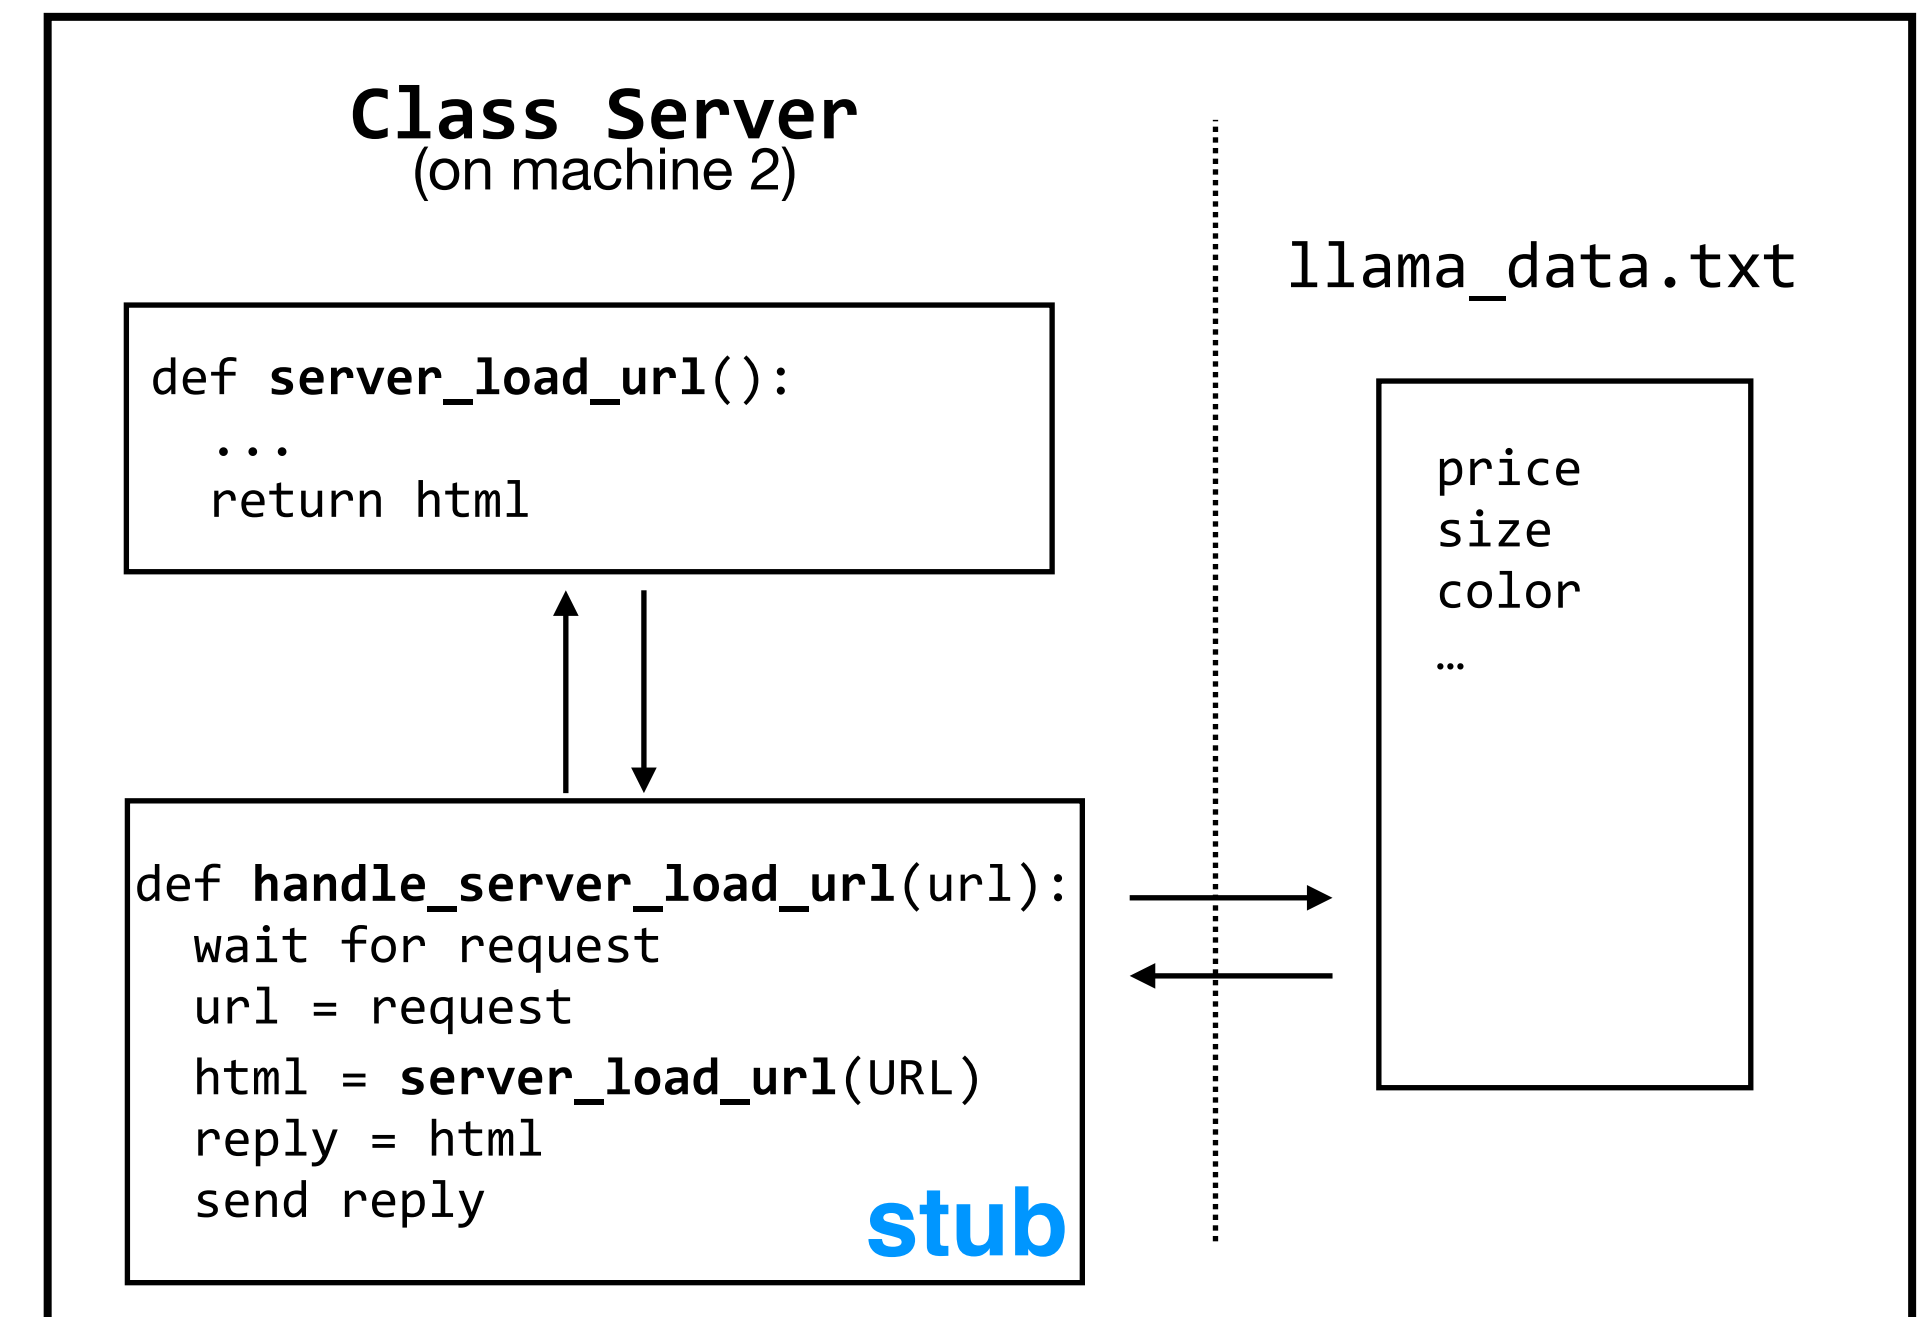 Class Server
(on machine 2)
def server_load_url():
...
return html
def handle_server_load_url(url):
wait for request
url = request
html = server_load_url(URL)
reply = html
send reply
stub
llama_data.txt
price
size
color
…